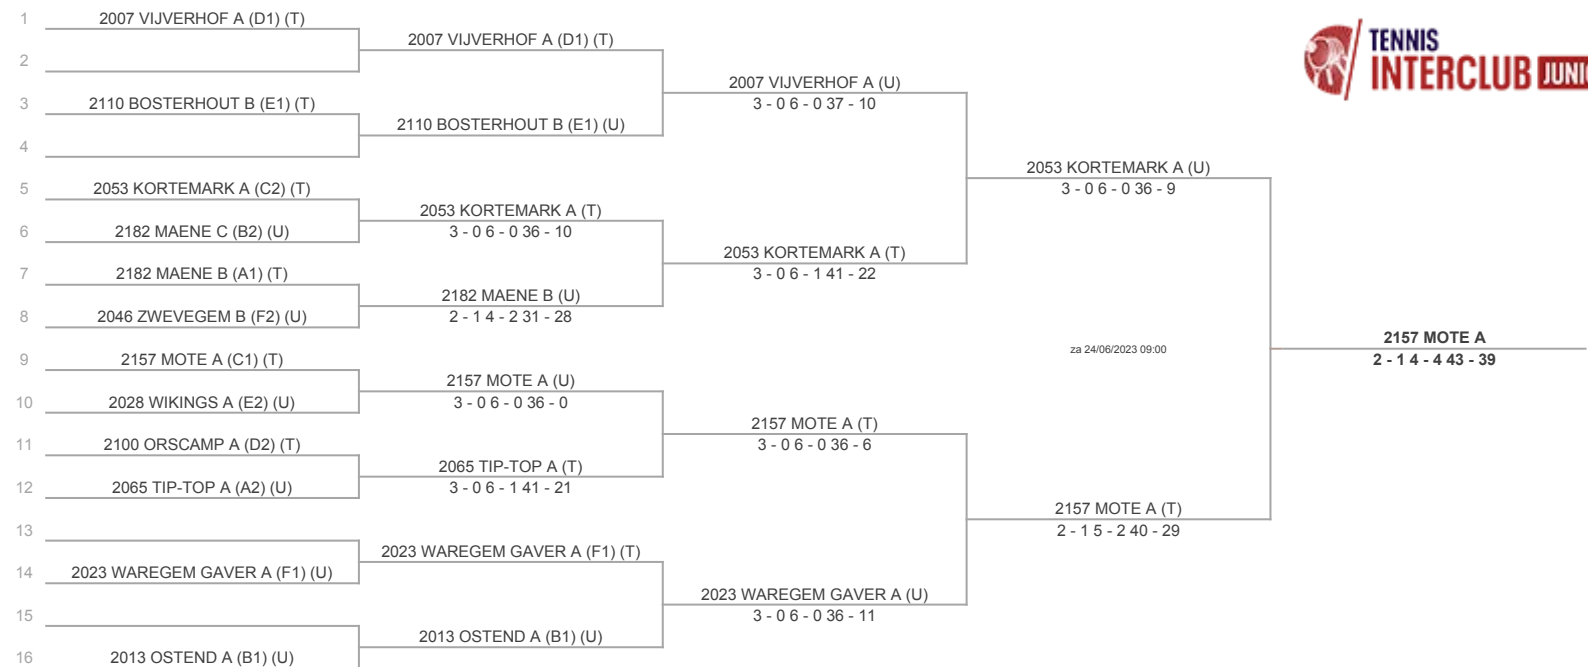 1
2007 VIJVERHOF A (D1) (T)
2
2007 VIJVERHOF A (D1) (T)
3
2110 BOSTERHOUT B (E1) (T)
2007 VIJVERHOF A (U)
3 - 0 6 - 0 37 - 10
4
2110 BOSTERHOUT B (E1) (U)
5
2053 KORTEMARK A (C2) (T)
2053 KORTEMARK A (U)
3 - 0 6 - 0 36 - 9
6
2182 MAENE C (B2) (U)
2053 KORTEMARK A (T)
3 - 0 6 - 0 36 - 10
7
2182 MAENE B (A1) (T)
2053 KORTEMARK A (T)
3 - 0 6 - 1 41 - 22
8
2046 ZWEVEGEM B (F2) (U)
2182 MAENE B (U)
2 - 1 4 - 2 31 - 28
za 24/06/2023 09:00
2157 MOTE A
2 - 1 4 - 4 43 - 39
9
2157 MOTE A (C1) (T)
10
2028 WIKINGS A (E2) (U)
2157 MOTE A (U)
3 - 0 6 - 0 36 - 0
11
2100 ORSCAMP A (D2) (T)
2157 MOTE A (T)
3 - 0 6 - 0 36 - 6
12
2065 TIP-TOP A (A2) (U)
2065 TIP-TOP A (T)
3 - 0 6 - 1 41 - 21
13
2157 MOTE A (T)
2 - 1 5 - 2 40 - 29
14
2023 WAREGEM GAVER A (F1) (U)
2023 WAREGEM GAVER A (F1) (T)
15
2023 WAREGEM GAVER A (U)
3 - 0 6 - 0 36 - 11
16
2013 OSTEND A (B1) (U)
2013 OSTEND A (B1) (U)
TENNIS
INTERCLUB